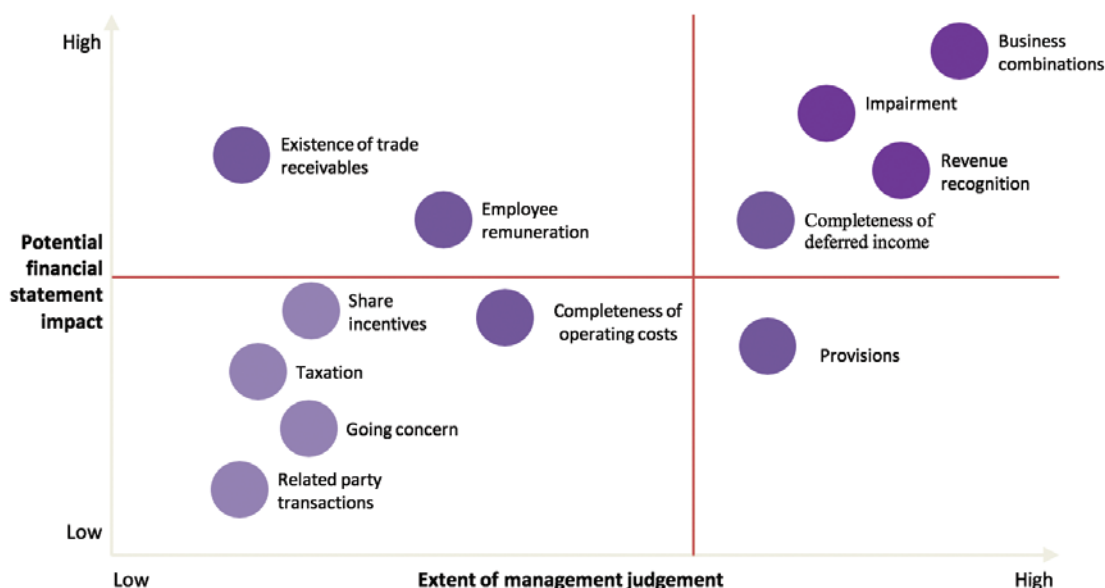 High
Business
combinations
Impairment
Existence of trade
receivables
Revenue
recognition
Employee
remuneration
Completeness of
deferred income
Potential
financial
statement
impact
Share
incentives
Completeness of
operating costs
Provisions
Taxation
Going concern
Related party
transactions
Low
Low
Extent of management judgement
High